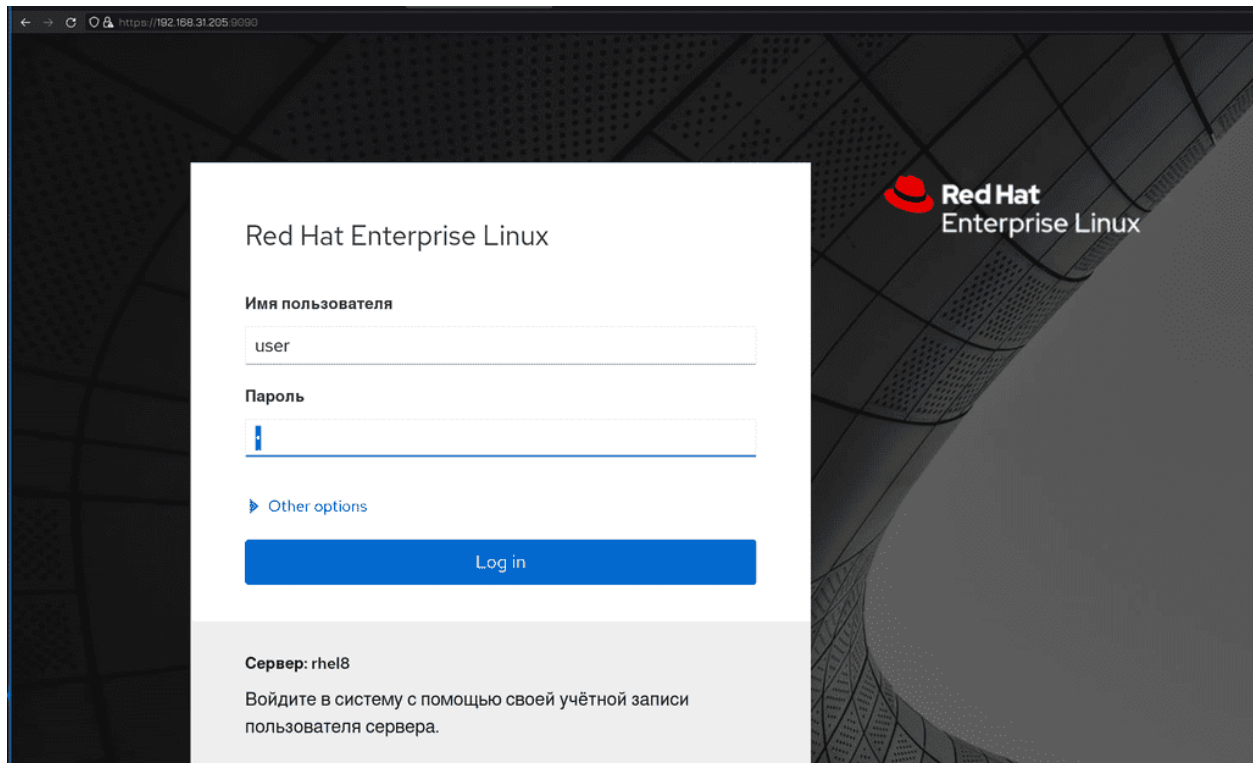 https://192.168.31.205:9090
Red Hat
Enterprise Linux
Red Hat Enterprise Linux
Имя пользователя
user
Пароль
Other options
Log in
Сервер: rhel8
Войдите в систему с помощью своей учётной записи
пользователя сервера.